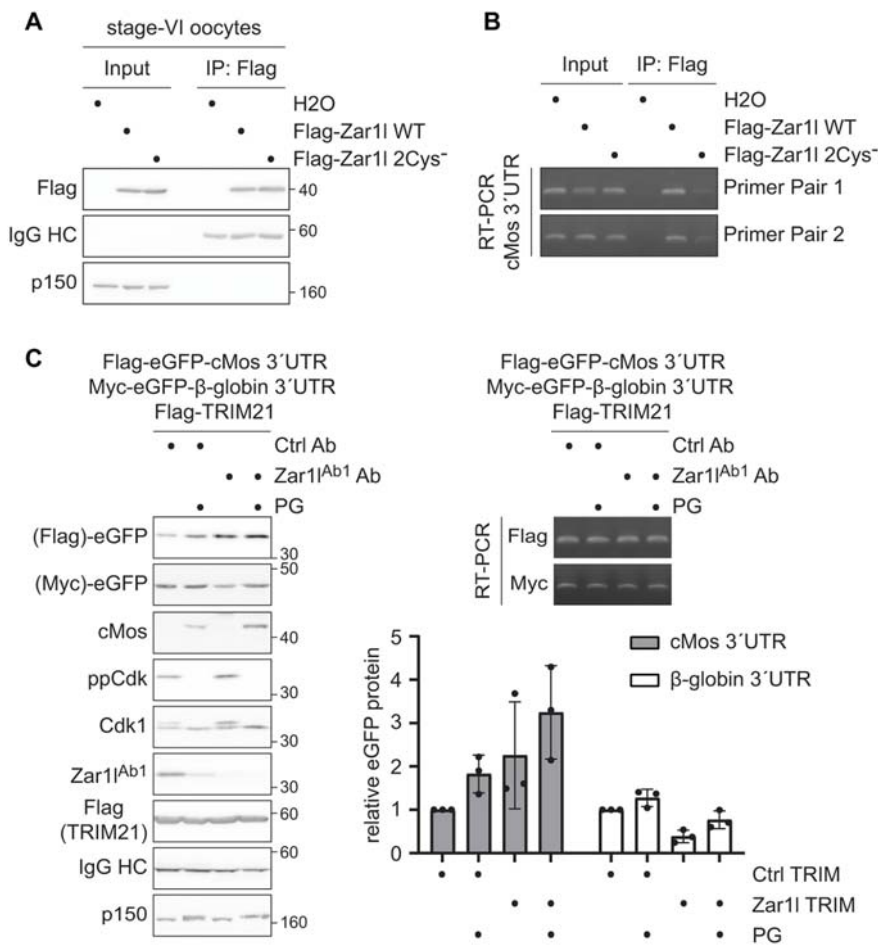 A
stage-VI oocytes
Input IP: Flag
H2O
Flag-Zar1l WT
Flag-Zar1l 2Cys⁻
Flag 40
IgG HC 60
p150 160
B
Input IP: Flag
H2O
Flag-Zar1l WT
Flag-Zar1l 2Cys⁻
RT-PCR
cMos 3´UTR
Primer Pair 1
Primer Pair 2
C
Flag-eGFP-cMos 3´UTR
Myc-eGFP-β-globin 3´UTR
Flag-TRIM21
Ctrl Ab
Zar1lᴬᵇ¹ Ab
PG
(Flag)-eGFP 30
(Myc)-eGFP 50
cMos 40
ppCdk 30
Cdk1 30
Zar1lᴬᵇ¹ 30
Flag 60
(TRIM21)
IgG HC 60
p150 160
Flag-eGFP-cMos 3´UTR
Myc-eGFP-β-globin 3´UTR
Flag-TRIM21
Ctrl Ab
Zar1lᴬᵇ¹ Ab
PG
RT-PCR
Flag
Myc
relative eGFP protein
5
4
3
2
1
0
cMos 3´UTR
β-globin 3´UTR
Ctrl TRIM
Zar1l TRIM
PG